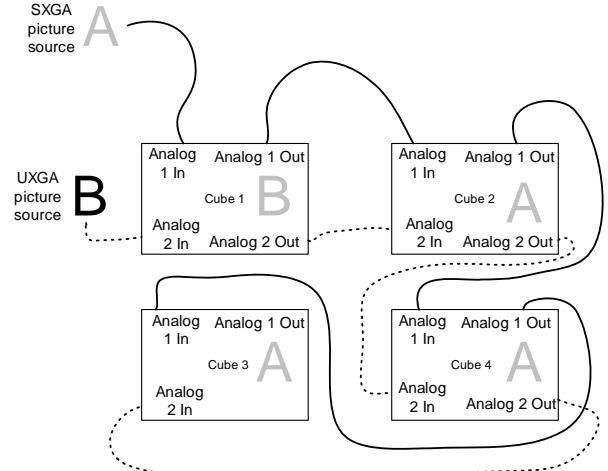 SXGA
picture
source
A
Analog
1 In
Analog 1 Out
Cube 1
B
Analog
2 In
Analog 2 Out
Analog
1 In
Analog 1 Out
Cube 2
A
Analog
2 In
Analog 2 Out
UXGA
picture
source
B
Analog
1 In
Analog 1 Out
Cube 3
A
Analog
2 In
Analog
1 In
Analog 1 Out
Cube 4
A
Analog
2 In
Analog 2 Out